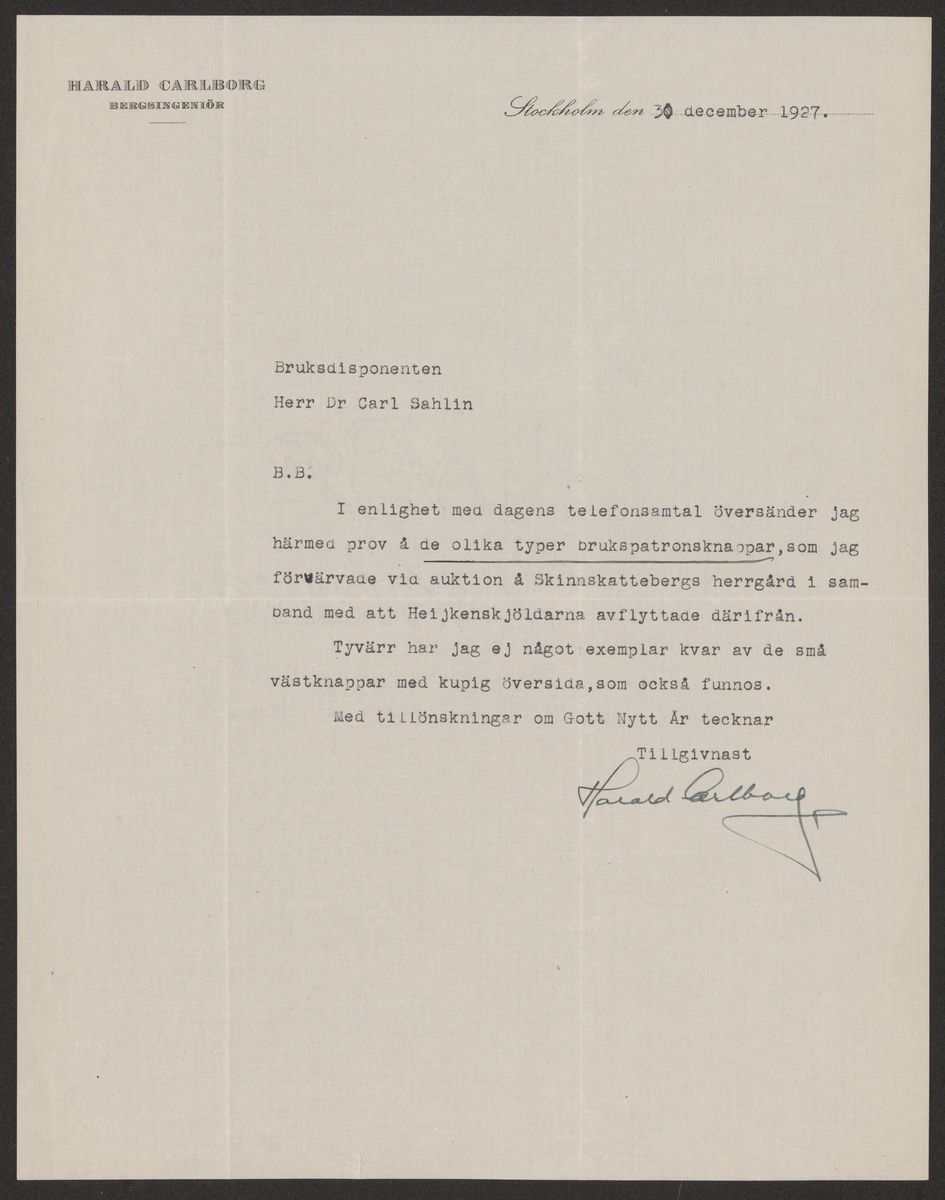 HARALD CARLBORG
BERGSINGENIÖR
Stockholm den 30 december 1927.
Bruksdisponenten
Herr Dr Carl Sahlin
B.B.
I enlighet med dagens telefonsamtal översänder jag
härmed prov å de olika typer brukspatronsknappar,som jag
förvärvade vid auktion å Skinnskattebergs herrgård i sam-
band med att Heijkenskjöldarna avflyttade därifrån.
Tyvärr har jag ej något exemplar kvar av de små
västknappar med kupig översida,som också funnos.
Med tillönskningar om Gott Nytt År tecknar
Tillgivnast
Harald Carlborg